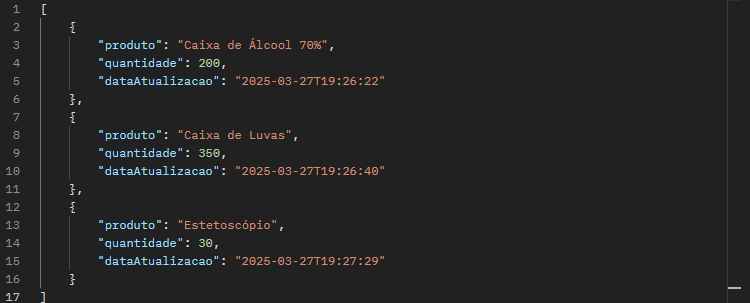 1 [
2 {
3 "produto": "Caixa de Álcool 70%",
4 "quantidade": 200,
5 "dataAtualizacao": "2025-03-27T19:26:22"
6 },
7 {
8 "produto": "Caixa de Luvas",
9 "quantidade": 350,
10 "dataAtualizacao": "2025-03-27T19:26:40"
11 },
12 {
13 "produto": "Estetoscópio",
14 "quantidade": 30,
15 "dataAtualizacao": "2025-03-27T19:27:29"
16 }
17 ]